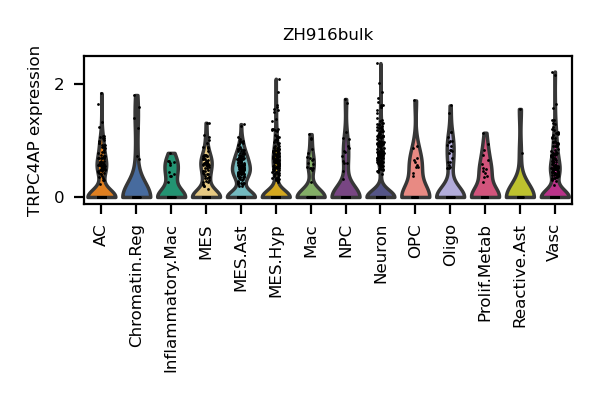 ZH916bulk
TRPC4AP expression
2
0
AC
Chromatin.Reg
Inflammatory.Mac
MES
MES.Ast
MES.Hyp
Mac
NPC
Neuron
OPC
Oligo
Prolif.Metab
Reactive.Ast
Vasc